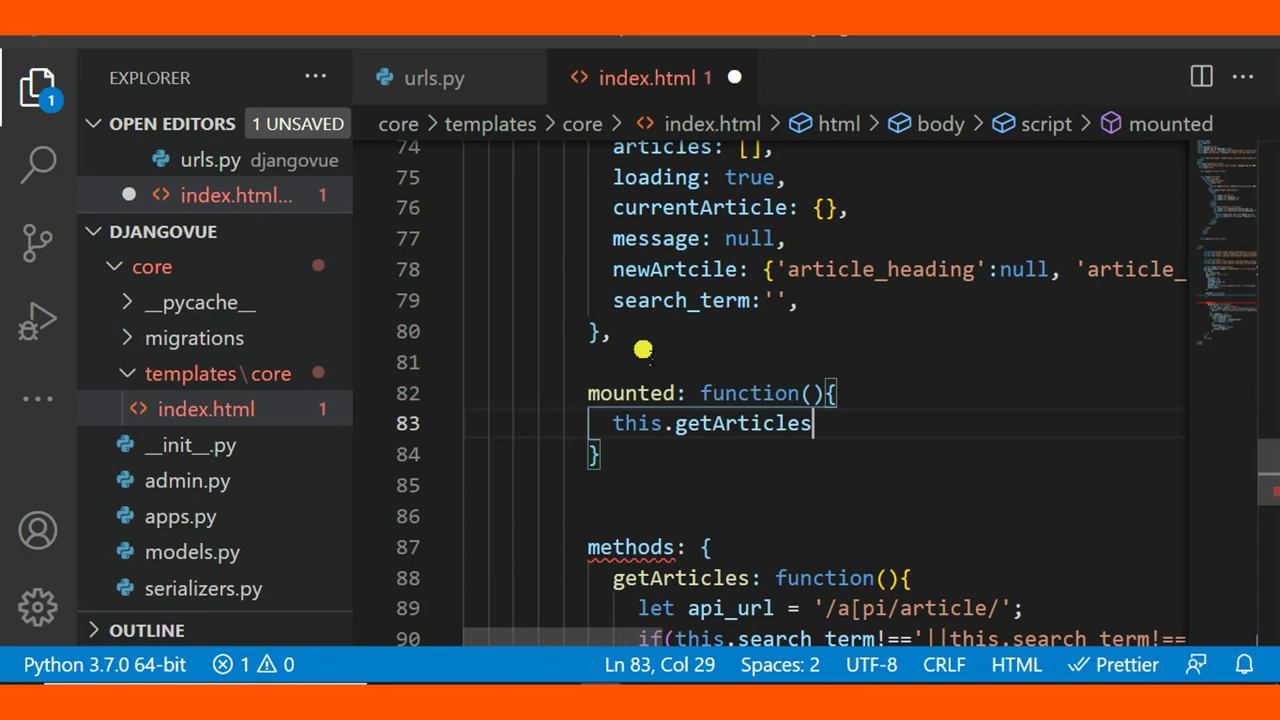 EXPLORER
urls.py
index.html 1
OPEN EDITORS
1 UNSAVED
core > templates > core > index.html > html > body > script > mounted
urls.py djangovue
index.html... 1
DJANGOVUE
core
__pycache__
migrations
templates\core
index.html 1
__init__.py
admin.py
apps.py
models.py
serializers.py
OUTLINE
74 articles: [],
75 loading: true,
76 currentArticle: {},
77 message: null,
78 newArtcile: {'article_heading':null, 'article_
79 search_term:'',
80 },
81
82 mounted: function(){
83 this.getArticles
84 }
85
86
87 methods: {
88 getArticles: function(){
89 let api_url = '/a[pi/article/';
90 if(this.search_term!=='||this.search_term!==
1
Python 3.7.0 64-bit
1
0
Ln 83, Col 29
Spaces: 2
UTF-8
CRLF
HTML
Prettier